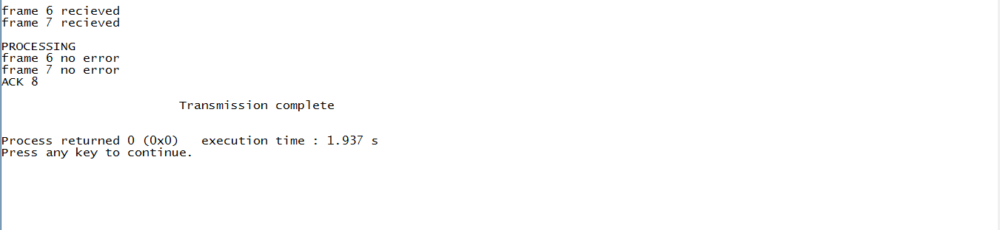 frame 6 recieved
frame 7 recieved
PROCESSING
frame 6 no error
frame 7 no error
ACK 8
Transmission complete
Process returned 0 (0x0)   execution time : 1.937 s
Press any key to continue.